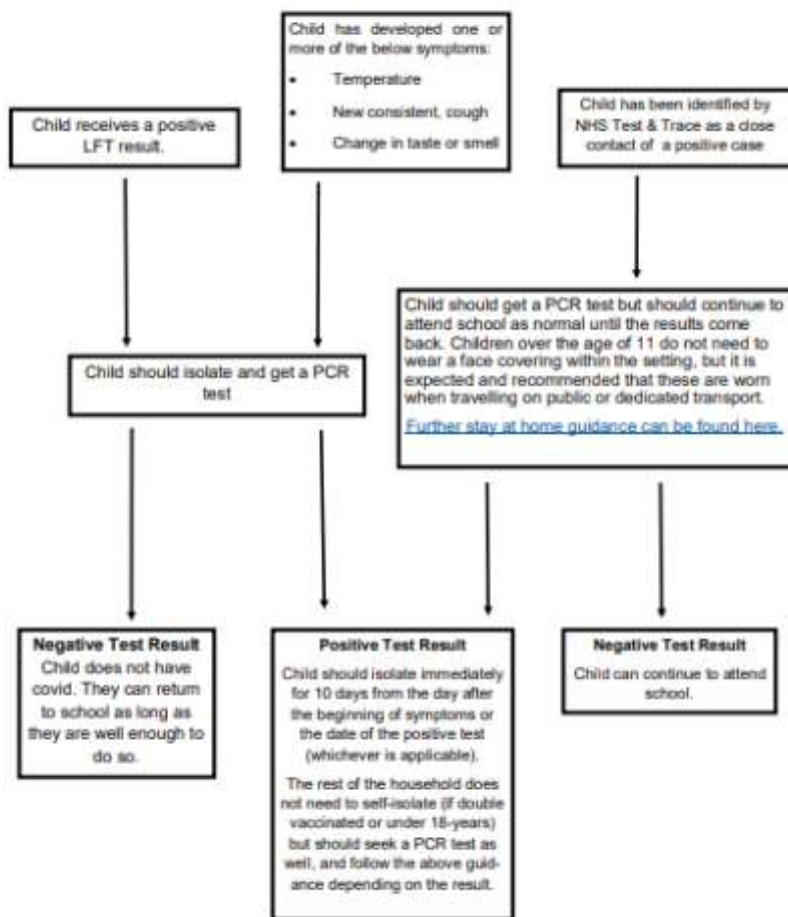 Child receives a positive
LFT result.
Child has developed one or
more of the below symptoms:
• Temperature
• New consistent, cough
• Change in taste or smell
Child has been identified by
NHS Test & Trace as a close
contact of a positive case
Child should isolate and get a PCR
test
Child should get a PCR test but should continue to
attend school as normal until the results come
back. Children over the age of 11 do not need to
wear a face covering within the setting, but it is
expected and recommended that these are worn
when travelling on public or dedicated transport.
Further stay at home guidance can be found here.
Negative Test Result
Child does not have
covid. They can return
to school as long as
they are well enough to
do so.
Positive Test Result
Child should isolate immediately
for 10 days from the day after
the beginning of symptoms or
the date of the positive test
(whichever is applicable).
The rest of the household does
not need to self-isolate (if double
vaccinated or under 18-years)
but should seek a PCR test as
well, and follow the above guid-
ance depending on the result.
Negative Test Result
Child can continue to attend
school.